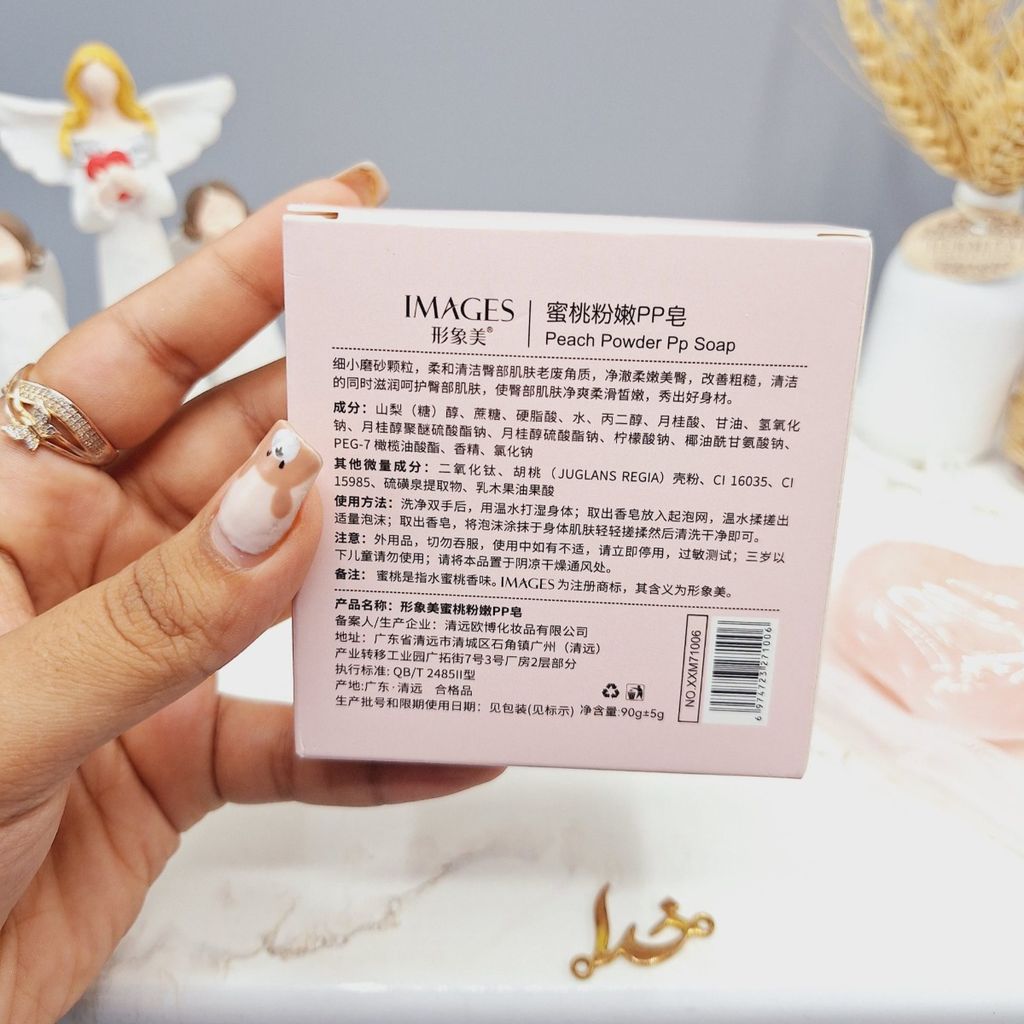 IMAGES
形象美®
蜜桃粉嫩PP皂
Peach Powder Pp Soap
细小磨砂颗粒，柔和清洁臀部肌肤老废角质，净澈柔嫩美臀，改善粗糙，清洁
的同时滋润呵护臀部肌肤，使臀部肌肤净爽柔滑皙嫩，秀出好身材。
成分：山梨（糖）醇、蔗糖、硬脂酸、水、丙二醇、月桂酸、甘油、氢氧化
钠、月桂醇聚醚硫酸酯钠、月桂醇硫酸酯钠、柠檬酸钠、椰油酰甘氨酸钠、
PEG-7 橄榄油酸酯、香精、氯化钠
其他微量成分：二氧化钛、胡桃（JUGLANS REGIA）壳粉、CI 16035、CI
15985、硫磺泉提取物、乳木果油果酸
使用方法：洗净双手后，用温水打湿身体；取出香皂放入起泡网，温水揉搓出
适量泡沫；取出香皂，将泡沫涂抹于身体肌肤轻轻搓揉然后清洗干净即可。
注意：外用品，切勿吞服，使用中如有不适，请立即停用，过敏测试；三岁以
下儿童请勿使用；请将本品置于阴凉干燥通风处。
备注：蜜桃是指水蜜桃香味。IMAGES为注册商标，其含义为形象美。
产品名称：形象美蜜桃粉嫩PP皂
备案人/生产企业：清远欧博化妆品有限公司
地址：广东省清远市清城区石角镇广州（清远）
产业转移工业园广拓街7号3号厂房2层部分
执行标准: QB/T 2485II型
产地:广东·清远 合格品
生产批号和限期使用日期：见包装(见标示) 净含量:90g±5g
NO.XXM71006
6 974723 271006
خدا